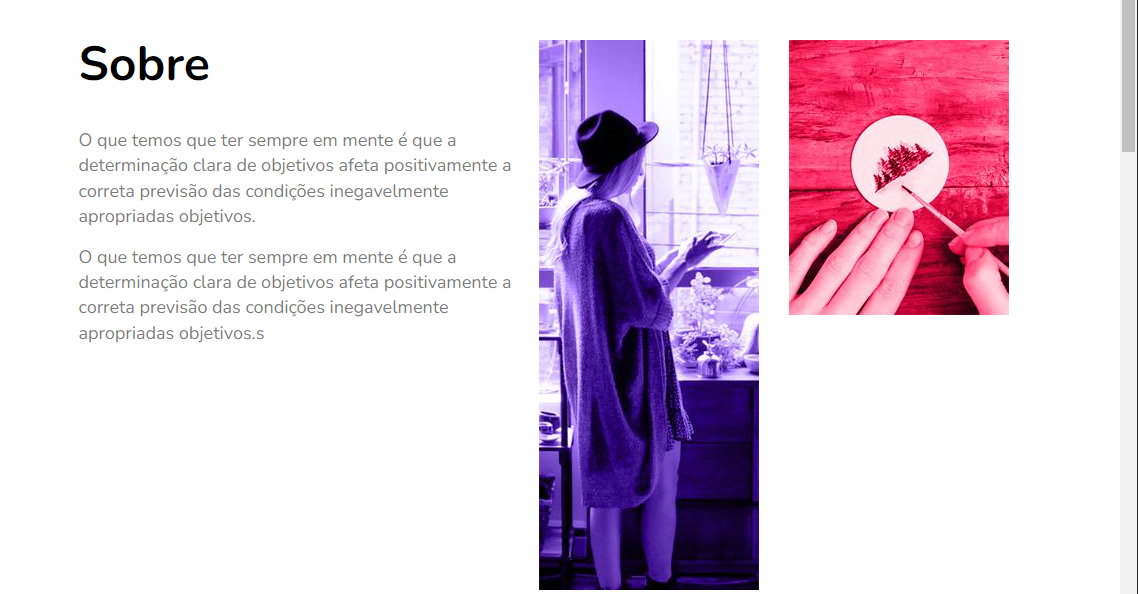 Sobre
O que temos que ter sempre em mente é que a
determinação clara de objetivos afeta positivamente a
correta previsão das condições inegavelmente
apropriadas objetivos.
O que temos que ter sempre em mente é que a
determinação clara de objetivos afeta positivamente a
correta previsão das condições inegavelmente
apropriadas objetivos.s